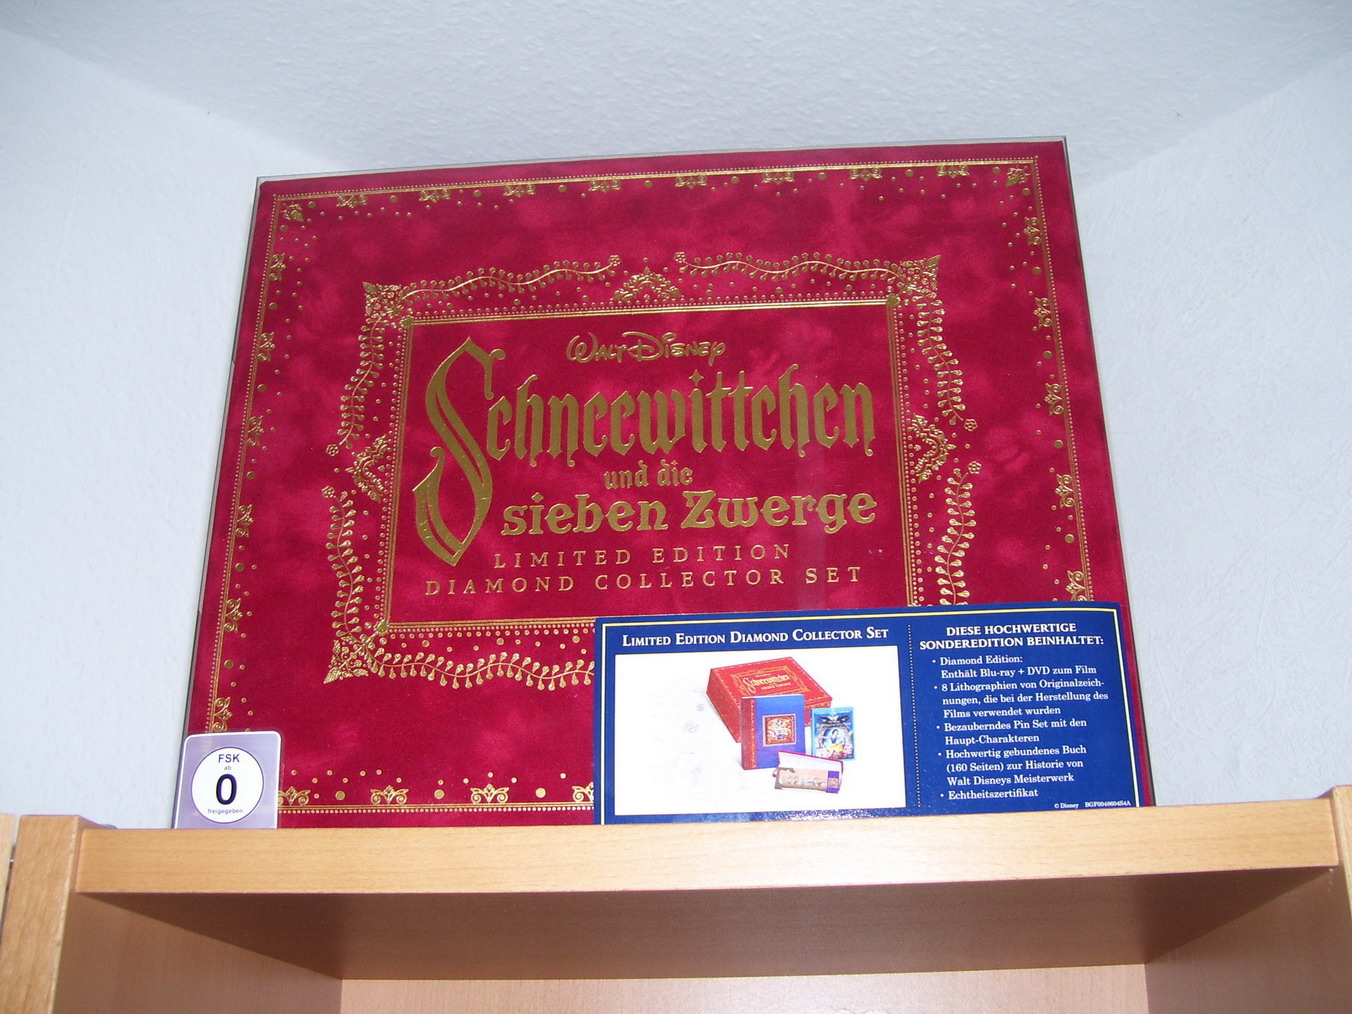 Walt Disney
Schneewittchen
und die
sieben Zwerge
LIMITED EDITION
DIAMOND COLLECTOR SET
LIMITED EDITION DIAMOND COLLECTOR SET
DIESE HOCHWERTIGE
SONDEREDITION BEINHALTET:
• Diamond Edition:
Enthält Blu-ray + DVD zum Film
• 8 Lithographien von Originalzeich-
nungen, die bei der Herstellung des
Films verwendet wurden
• Bezauberndes Pin Set mit den
Haupt-Charakteren
• Hochwertig gebundenes Buch
(160 Seiten) zur Historie von
Walt Disneys Meisterwerk
• Echtheitszertifikat
© Disney BGF004860454A
FSK
ab
0
freigegeben
Schneewittchen